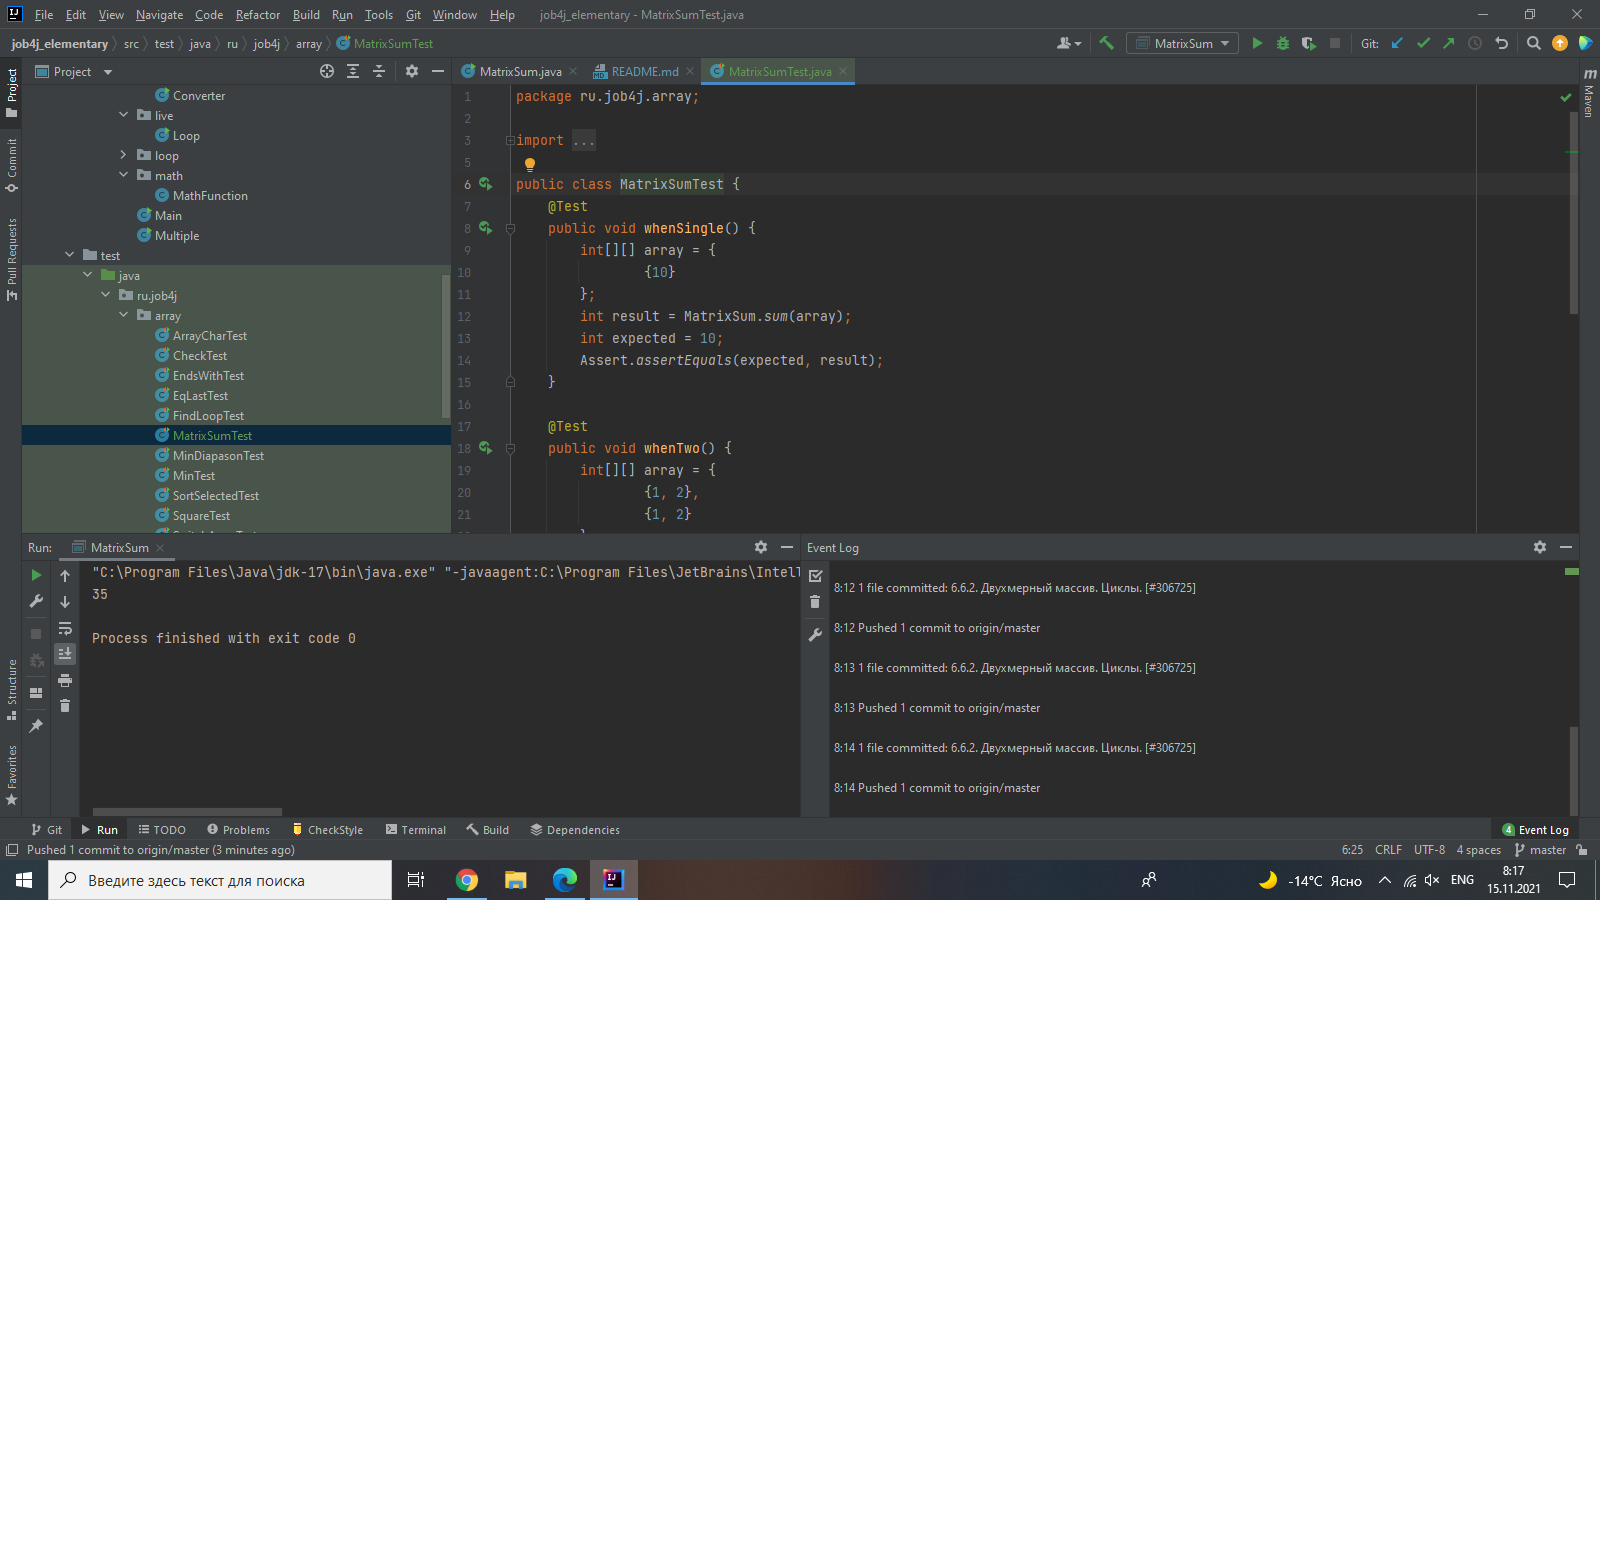 File Edit View Navigate Code Refactor Build Run Tools Git Window Help job4j_elementary - MatrixSumTest.java
job4j_elementary src test java ru job4j array MatrixSumTest
MatrixSum
Git:
Project
MatrixSum.java README.md MatrixSumTest.java
Project
Commit
Pull Requests
Structure
Favorites
Maven
Converter
live
Loop
loop
math
MathFunction
Main
Multiple
test
java
ru.job4j
array
ArrayCharTest
CheckTest
EndsWithTest
EqLastTest
FindLoopTest
MatrixSumTest
MinDiapasonTest
MinTest
SortSelectedTest
SquareTest
1 package ru.job4j.array;
2
3 import ...
5
6 public class MatrixSumTest {
7 @Test
8 public void whenSingle() {
9 int[][] array = {
10 {10}
11 };
12 int result = MatrixSum.sum(array);
13 int expected = 10;
14 Assert.assertEquals(expected, result);
15 }
16
17 @Test
18 public void whenTwo() {
19 int[][] array = {
20 {1, 2},
21 {1, 2}
Run: MatrixSum
"C:\Program Files\Java\jdk-17\bin\java.exe" "-javaagent:C:\Program Files\JetBrains\Intell
35
Process finished with exit code 0
Event Log
8:12 1 file committed: 6.6.2. Двухмерный массив. Циклы. [#306725]
8:12 Pushed 1 commit to origin/master
8:13 1 file committed: 6.6.2. Двухмерный массив. Циклы. [#306725]
8:13 Pushed 1 commit to origin/master
8:14 1 file committed: 6.6.2. Двухмерный массив. Циклы. [#306725]
8:14 Pushed 1 commit to origin/master
Git Run TODO Problems CheckStyle Terminal Build Dependencies 4 Event Log
Pushed 1 commit to origin/master (3 minutes ago) 6:25 CRLF UTF-8 4 spaces master
Введите здесь текст для поиска
-14°C Ясно ENG
8:17
15.11.2021